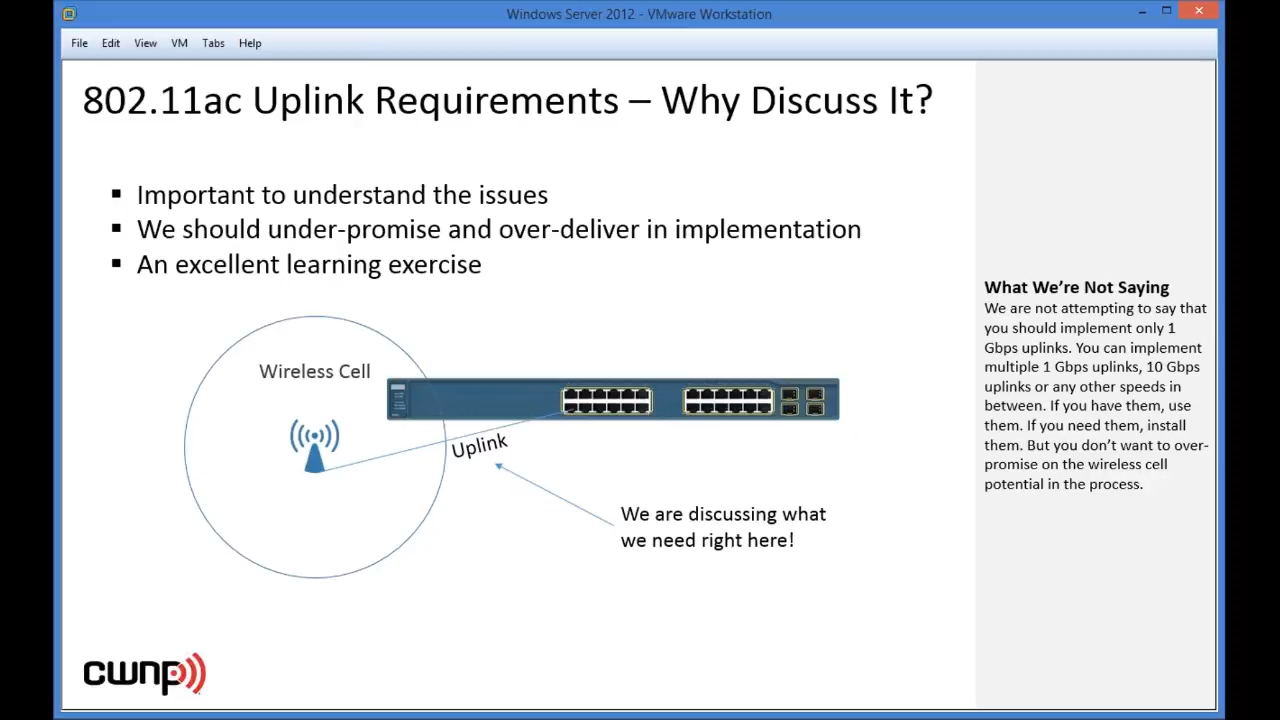 Windows Server 2012 - VMware Workstation
File Edit View VM Tabs Help
802.11ac Uplink Requirements – Why Discuss It?
▪ Important to understand the issues
▪ We should under-promise and over-deliver in implementation
▪ An excellent learning exercise
Wireless Cell
Uplink
We are discussing what
we need right here!
What We're Not Saying
We are not attempting to say that
you should implement only 1
Gbps uplinks. You can implement
multiple 1 Gbps uplinks, 10 Gbps
uplinks or any other speeds in
between. If you have them, use
them. If you need them, install
them. But you don't want to over-
promise on the wireless cell
potential in the process.
cwnp